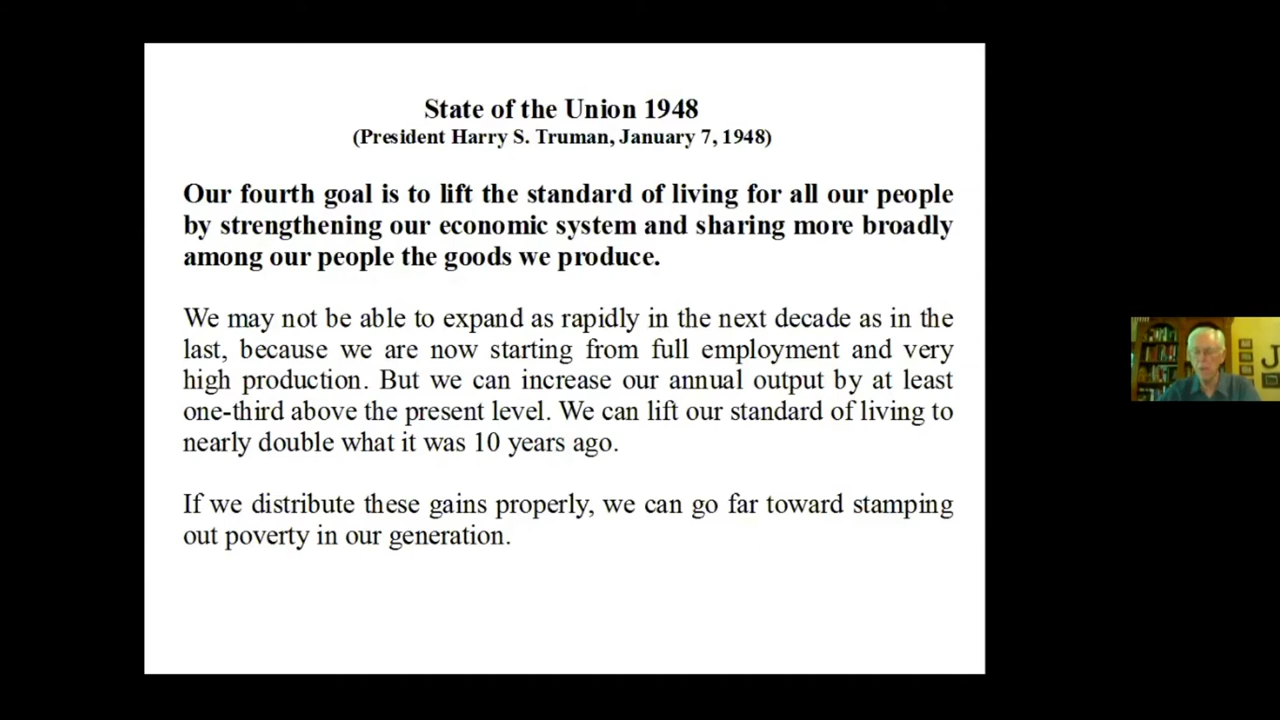 State of the Union 1948
(President Harry S. Truman, January 7, 1948)
Our fourth goal is to lift the standard of living for all our people
by strengthening our economic system and sharing more broadly
among our people the goods we produce.
We may not be able to expand as rapidly in the next decade as in the
last, because we are now starting from full employment and very
high production. But we can increase our annual output by at least
one-third above the present level. We can lift our standard of living to
nearly double what it was 10 years ago.
If we distribute these gains properly, we can go far toward stamping
out poverty in our generation.
J